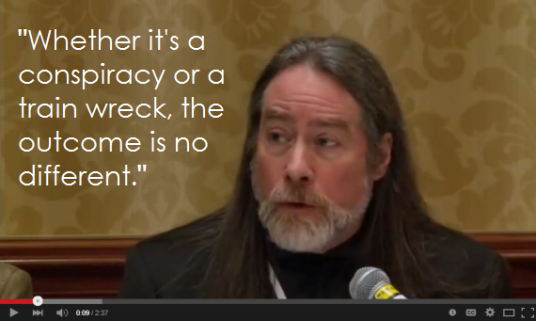 "Whether it's a
conspiracy or a
train wreck, the
outcome is no
different."
0:09 / 2:37